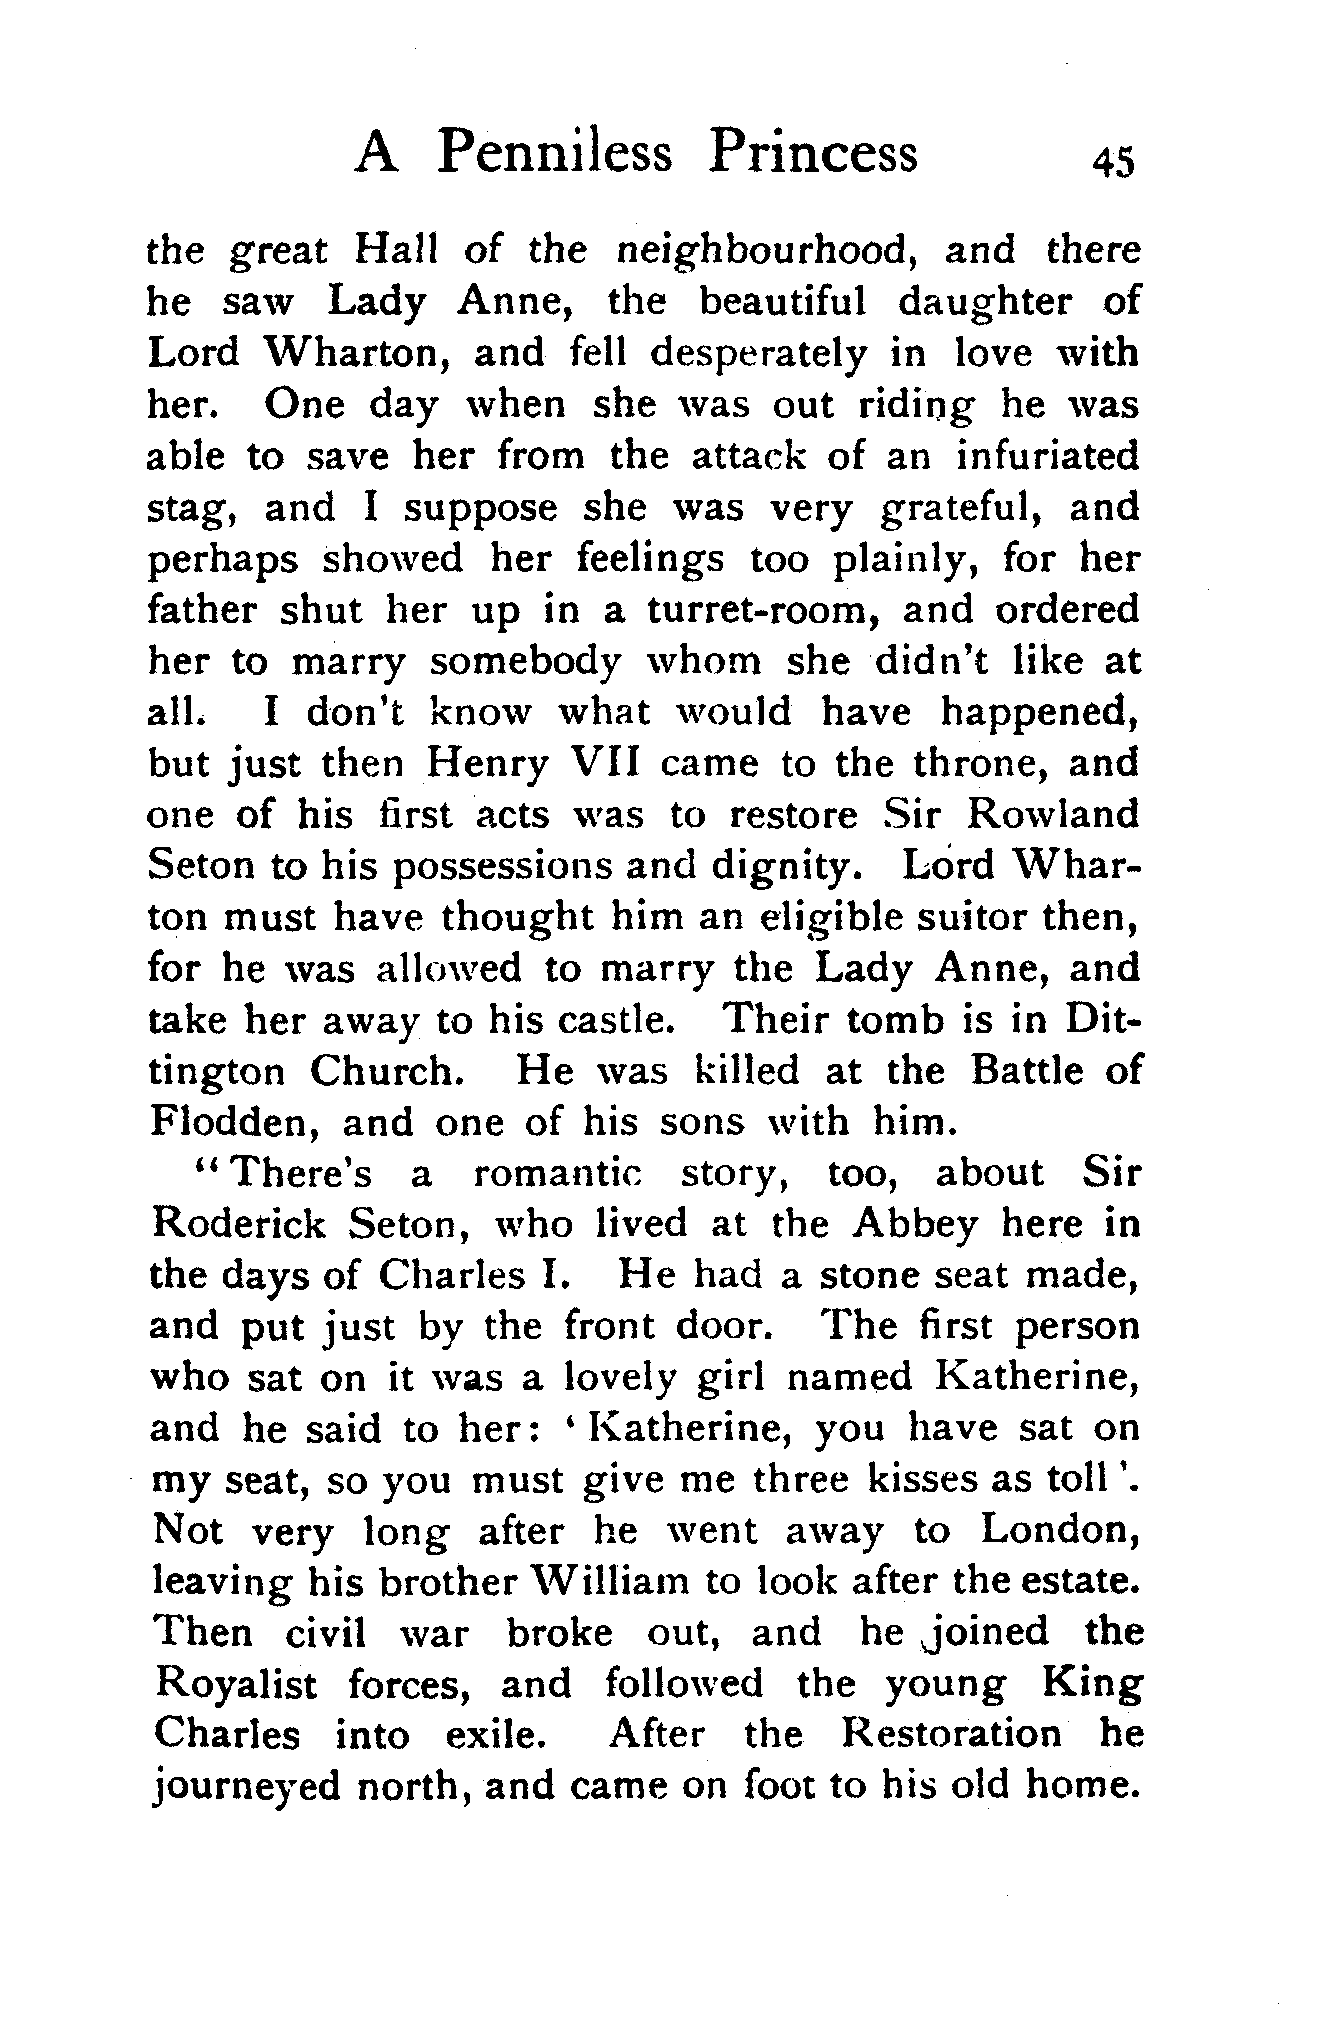 A Penniless Princess 45
the great Hall of the neighbourhood, and there
he saw Lady Anne, the beautiful daughter of
Lord Wharton, and fell desperately in love with
her. One day when she was out riding he was
able to save her from the attack of an infuriated
stag, and I suppose she was very grateful, and
perhaps showed her feelings too plainly, for her
father shut her up in a turret-room, and ordered
her to marry somebody whom she didn't like at
all. I don't know what would have happened,
but just then Henry VII came to the throne, and
one of his first acts was to restore Sir Rowland
Seton to his possessions and dignity. Lord Whar-
ton must have thought him an eligible suitor then,
for he was allowed to marry the Lady Anne, and
take her away to his castle. Their tomb is in Dit-
tington Church. He was killed at the Battle of
Flodden, and one of his sons with him.
"There's a romantic story, too, about Sir
Roderick Seton, who lived at the Abbey here in
the days of Charles I. He had a stone seat made,
and put just by the front door. The first person
who sat on it was a lovely girl named Katherine,
and he said to her: 'Katherine, you have sat on
my seat, so you must give me three kisses as toll'.
Not very long after he went away to London,
leaving his brother William to look after the estate.
Then civil war broke out, and he joined the
Royalist forces, and followed the young King
Charles into exile. After the Restoration he
journeyed north, and came on foot to his old home.